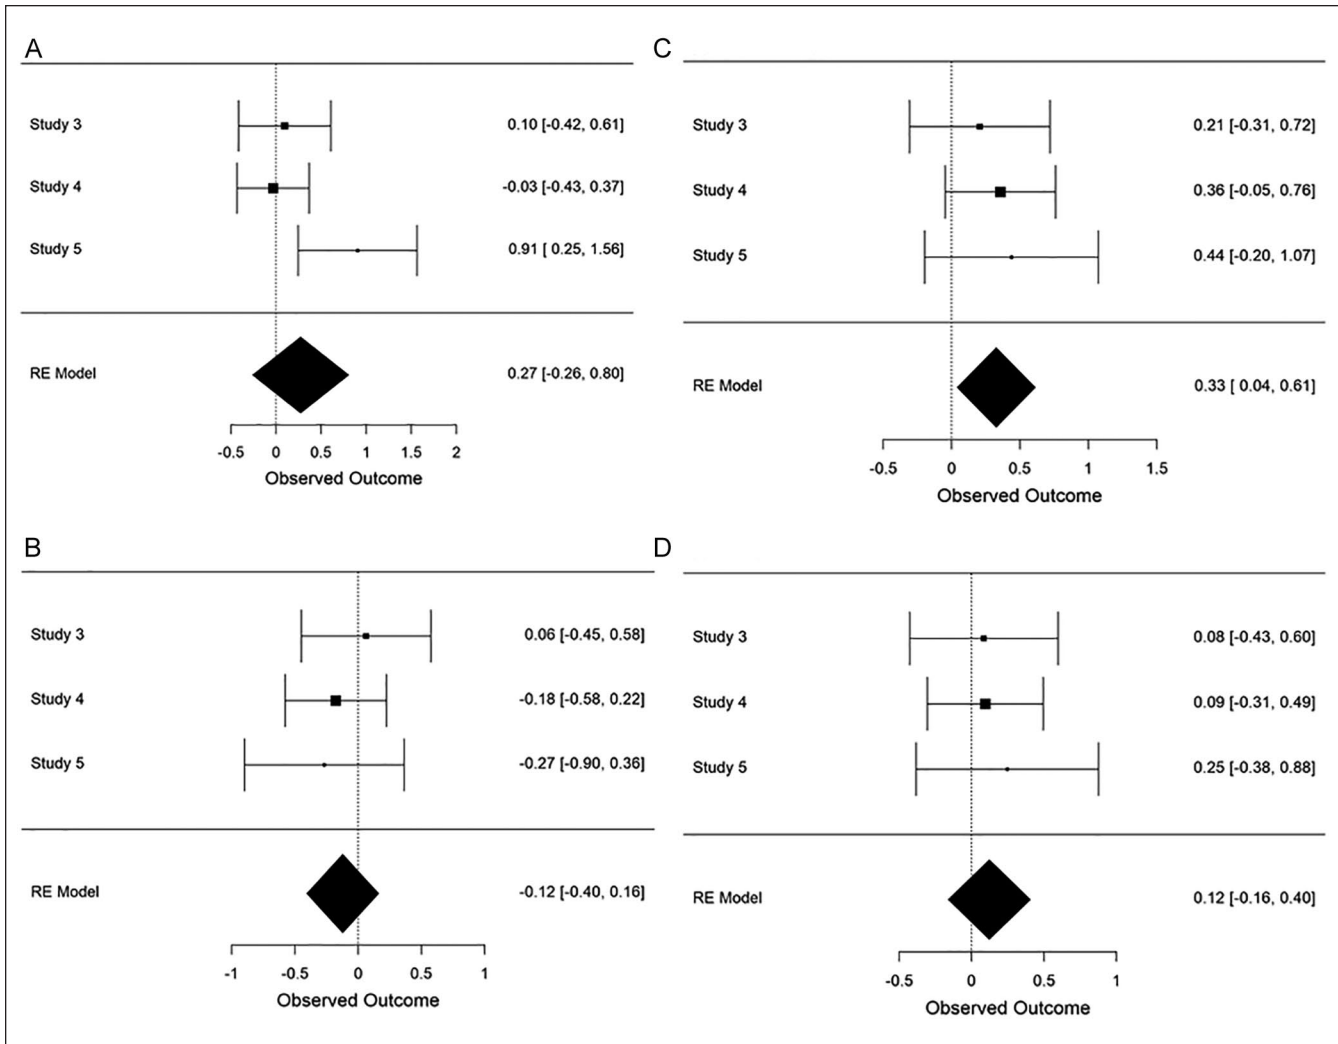 A
Study 3 0.10 [-0.42, 0.61]
Study 4 -0.03 [-0.43, 0.37]
Study 5 0.91 [ 0.25, 1.56]
RE Model 0.27 [-0.26, 0.80]
-0.5 0 0.5 1 1.5 2
Observed Outcome
C
Study 3 0.21 [-0.31, 0.72]
Study 4 0.36 [-0.05, 0.76]
Study 5 0.44 [-0.20, 1.07]
RE Model 0.33 [ 0.04, 0.61]
-0.5 0 0.5 1 1.5
Observed Outcome
B
Study 3 0.06 [-0.45, 0.58]
Study 4 -0.18 [-0.58, 0.22]
Study 5 -0.27 [-0.90, 0.36]
RE Model -0.12 [-0.40, 0.16]
-1 -0.5 0 0.5 1
Observed Outcome
D
Study 3 0.08 [-0.43, 0.60]
Study 4 0.09 [-0.31, 0.49]
Study 5 0.25 [-0.38, 0.88]
RE Model 0.12 [-0.16, 0.40]
-0.5 0 0.5 1
Observed Outcome